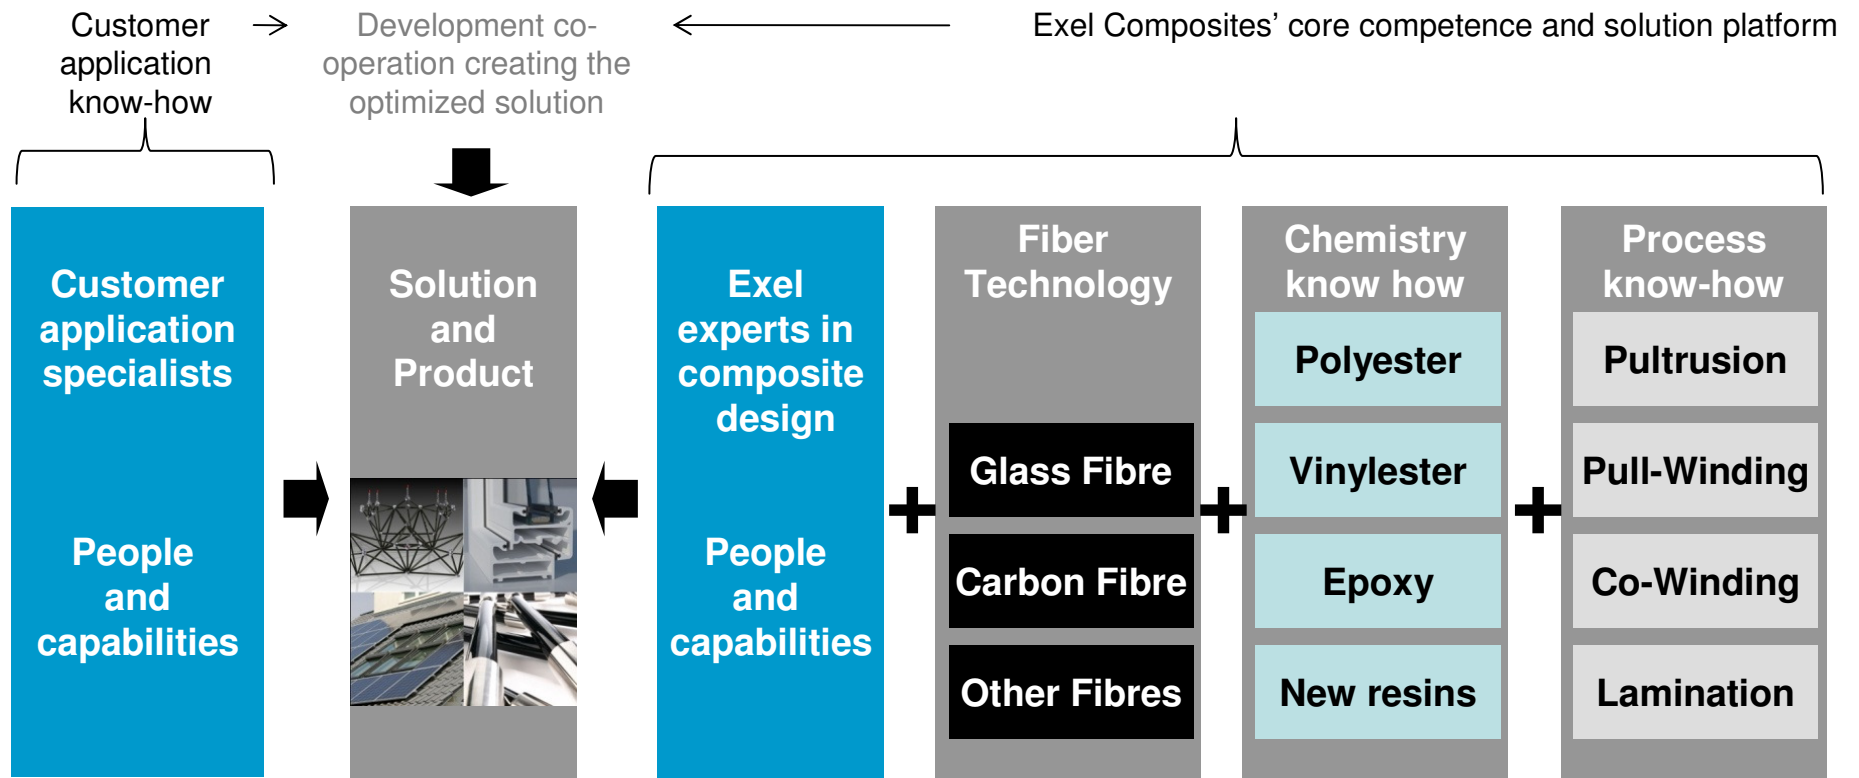 Customer
application
know-how
Development co-
operation creating the
optimized solution
Exel Composites’ core competence and solution platform
Customer
application
specialists
People
and
capabilities
Solution
and
Product
Exel
experts in
composite
design
People
and
capabilities
Fiber
Technology
Glass Fibre
Carbon Fibre
Other Fibres
Chemistry
know how
Polyester
Vinylester
Epoxy
New resins
Process
know-how
Pultrusion
Pull-Winding
Co-Winding
Lamination